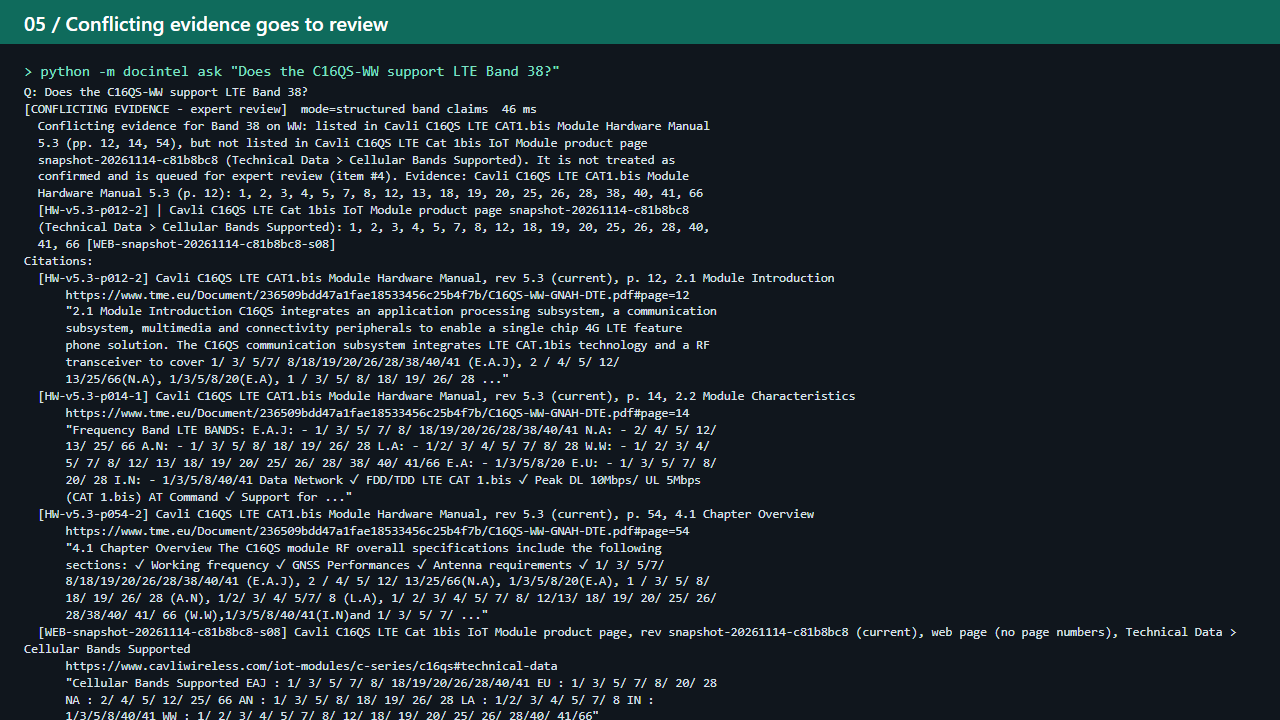 05 / Conflicting evidence goes to review
> python -m docintel ask "Does the C16QS-WW support LTE Band 38?"
Q: Does the C16QS-WW support LTE Band 38?
[CONFLICTING EVIDENCE - expert review]  mode=structured band claims  46 ms
Conflicting evidence for Band 38 on WW: listed in Cavli C16QS LTE CAT1.bis Module Hardware Manual
5.3 (pp. 12, 14, 54), but not listed in Cavli C16QS LTE Cat 1bis IoT Module product page
snapshot-20261114-c81b8bc8 (Technical Data > Cellular Bands Supported). It is not treated as
confirmed and is queued for expert review (item #4). Evidence: Cavli C16QS LTE CAT1.bis Module
Hardware Manual 5.3 (p. 12): 1, 2, 3, 4, 5, 7, 8, 12, 13, 18, 19, 20, 25, 26, 28, 38, 40, 41, 66
[HW-v5.3-p012-2] | Cavli C16QS LTE Cat 1bis IoT Module product page snapshot-20261114-c81b8bc8
(Technical Data > Cellular Bands Supported): 1, 2, 3, 4, 5, 7, 8, 12, 18, 19, 20, 25, 26, 28, 40,
41, 66 [WEB-snapshot-20261114-c81b8bc8-s08]
Citations:
[HW-v5.3-p012-2] Cavli C16QS LTE CAT1.bis Module Hardware Manual, rev 5.3 (current), p. 12, 2.1 Module Introduction
https://www.tme.eu/Document/236509bdd47a1fae18533456c25b4f7b/C16QS-WW-GNAH-DTE.pdf#page=12
"2.1 Module Introduction C16QS integrates an application processing subsystem, a communication
subsystem, multimedia and connectivity peripherals to enable a single chip 4G LTE feature
phone solution. The C16QS communication subsystem integrates LTE CAT.1bis technology and a RF
transceiver to cover 1/ 3/ 5/7/ 8/18/19/20/26/28/38/40/41 (E.A.J), 2 / 4/ 5/ 12/
13/25/66(N.A), 1/3/5/8/20(E.A), 1 / 3/ 5/ 8/ 18/ 19/ 26/ 28 ..."
[HW-v5.3-p014-1] Cavli C16QS LTE CAT1.bis Module Hardware Manual, rev 5.3 (current), p. 14, 2.2 Module Characteristics
https://www.tme.eu/Document/236509bdd47a1fae18533456c25b4f7b/C16QS-WW-GNAH-DTE.pdf#page=14
"Frequency Band LTE BANDS: E.A.J: - 1/ 3/ 5/ 7/ 8/ 18/19/20/26/28/38/40/41 N.A: - 2/ 4/ 5/ 12/
13/ 25/ 66 A.N: - 1/ 3/ 5/ 8/ 18/ 19/ 26/ 28 L.A: - 1/2/ 3/ 4/ 5/ 7/ 8/ 28 W.W: - 1/ 2/ 3/ 4/
5/ 7/ 8/ 12/ 13/ 18/ 19/ 20/ 25/ 26/ 28/ 38/ 40/ 41/66 E.A: - 1/3/5/8/20 E.U: - 1/ 3/ 5/ 7/ 8/
20/ 28 I.N: - 1/3/5/8/40/41 Data Network ✓ FDD/TDD LTE CAT 1.bis ✓ Peak DL 10Mbps/ UL 5Mbps
(CAT 1.bis) AT Command ✓ Support for ..."
[HW-v5.3-p054-2] Cavli C16QS LTE CAT1.bis Module Hardware Manual, rev 5.3 (current), p. 54, 4.1 Chapter Overview
https://www.tme.eu/Document/236509bdd47a1fae18533456c25b4f7b/C16QS-WW-GNAH-DTE.pdf#page=54
"4.1 Chapter Overview The C16QS module RF overall specifications include the following
sections: ✓ Working frequency ✓ GNSS Performances ✓ Antenna requirements ✓ 1/ 3/ 5/7/
8/18/19/20/26/28/38/40/41 (E.A.J), 2 / 4/ 5/ 12/ 13/25/66(N.A), 1/3/5/8/20(E.A), 1 / 3/ 5/ 8/
18/ 19/ 26/ 28 (A.N), 1/2/ 3/ 4/ 5/7/ 8 (L.A), 1/ 2/ 3/ 4/ 5/ 7/ 8/ 12/13/ 18/ 19/ 20/ 25/ 26/
28/38/40/ 41/ 66 (W.W),1/3/5/8/40/41(I.N)and 1/ 3/ 5/ 7/ ..."
[WEB-snapshot-20261114-c81b8bc8-s08] Cavli C16QS LTE Cat 1bis IoT Module product page, rev snapshot-20261114-c81b8bc8 (current), web page (no page numbers), Technical Data >
Cellular Bands Supported
https://www.cavliwireless.com/iot-modules/c-series/c16qs#technical-data
"Cellular Bands Supported EAJ : 1/ 3/ 5/ 7/ 8/ 18/19/20/26/28/40/41 EU : 1/ 3/ 5/ 7/ 8/ 20/ 28
NA : 2/ 4/ 5/ 12/ 25/ 66 AN : 1/ 3/ 5/ 8/ 18/ 19/ 26/ 28 LA : 1/2/ 3/ 4/ 5/ 7/ 8 IN :
1/3/5/8/40/41 WW : 1/ 2/ 3/ 4/ 5/ 7/ 8/ 12/ 18/ 19/ 20/ 25/ 26/ 28/40/ 41/66"